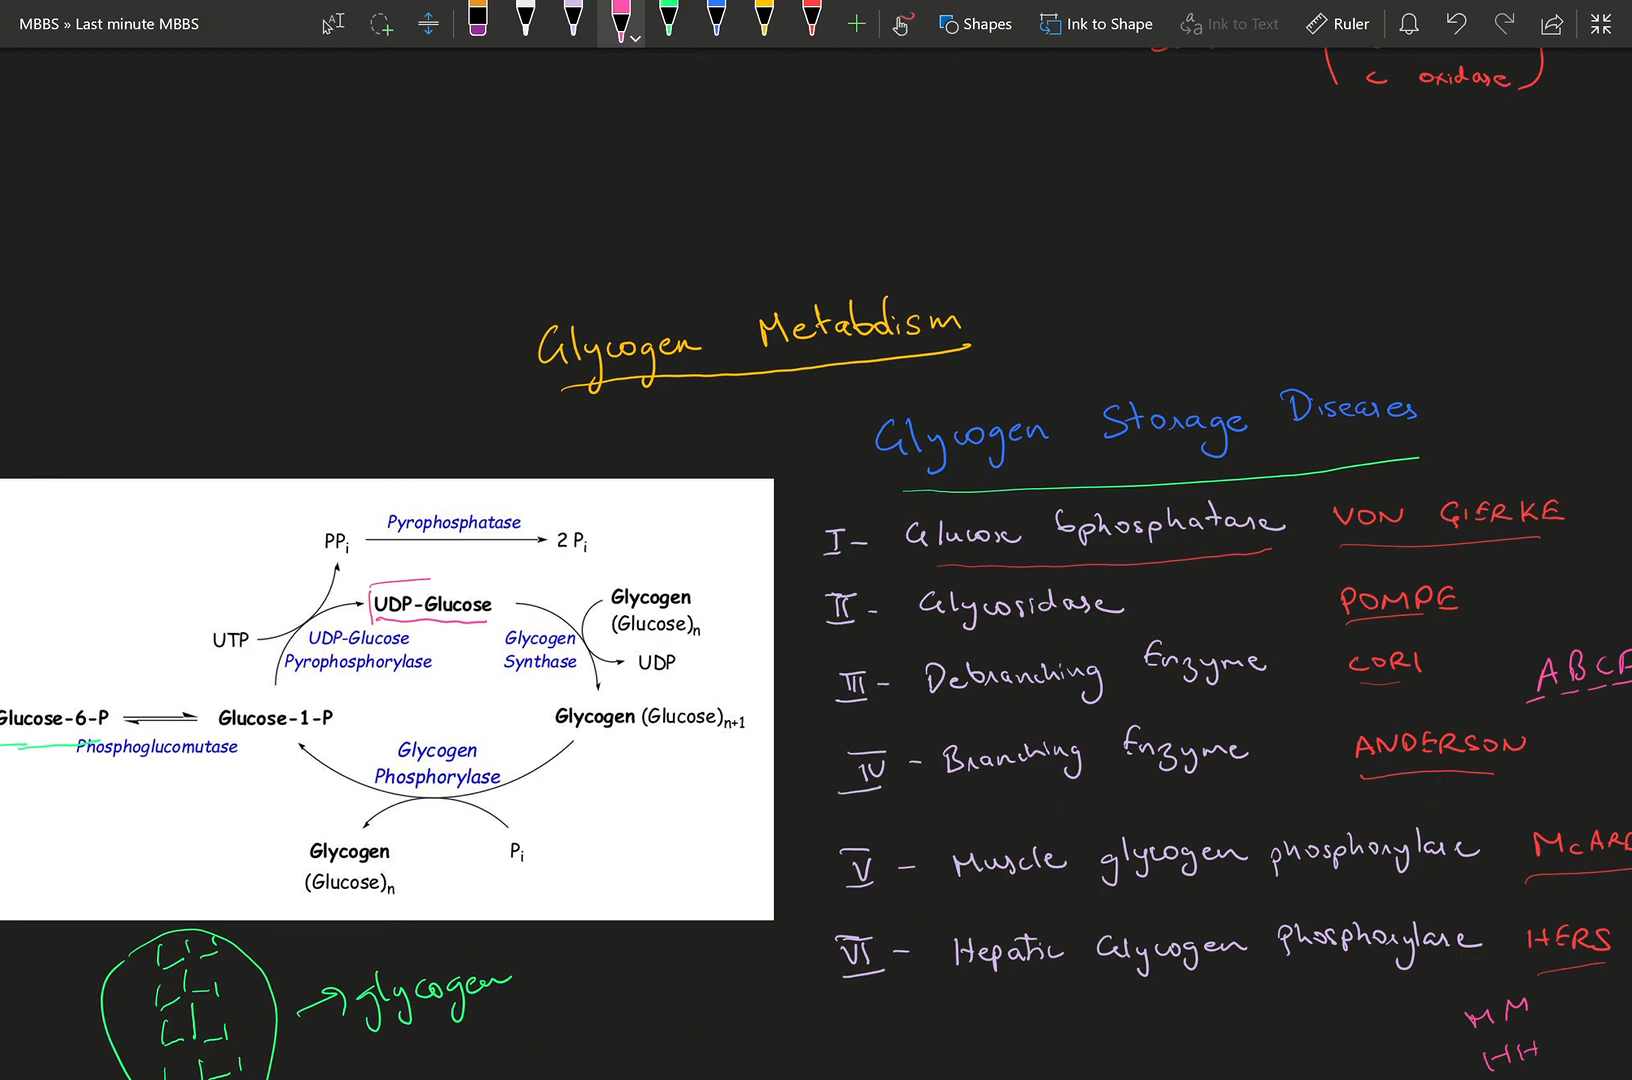 MBBS » Last minute MBBS
Shapes
Ink to Shape
Ink to Text
Ruler
c oxidase
Glycogen Metabolism
Glycogen Storage Diseases
Pyrophosphatase
PPi
2 Pi
UDP-Glucose
Glycogen
(Glucose)n
UTP
UDP-Glucose
Pyrophosphorylase
Glycogen
Synthase
UDP
Glucose-6-P
Glucose-1-P
Phosphoglucomutase
Glycogen (Glucose)n+1
Glycogen
Phosphorylase
Glycogen
(Glucose)n
Pi
→ glycogen
I - Glucose 6phosphatase VON GIERKE
II - Glycosidase POMPE
III - Debranching Enzyme CORI
ABC
IV - Branching Enzyme ANDERSON
V - Muscle glycogen phosphorylase McAR
VI - Hepatic Glycogen phosphorylase HERS
MM
HH